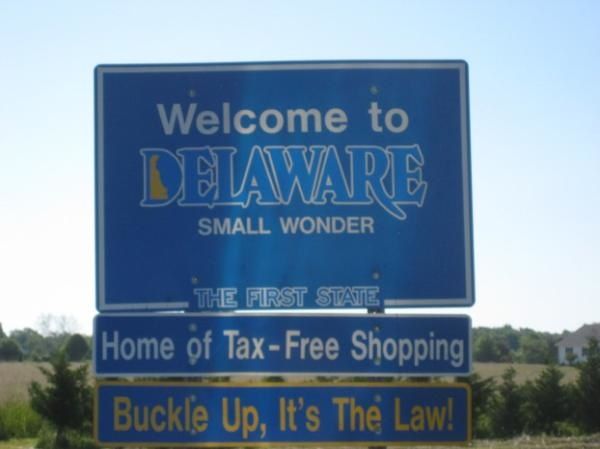 Welcome to
DELAWARE
SMALL WONDER
THE FIRST STATE
Home of Tax-Free Shopping
Buckle Up, It's The Law!